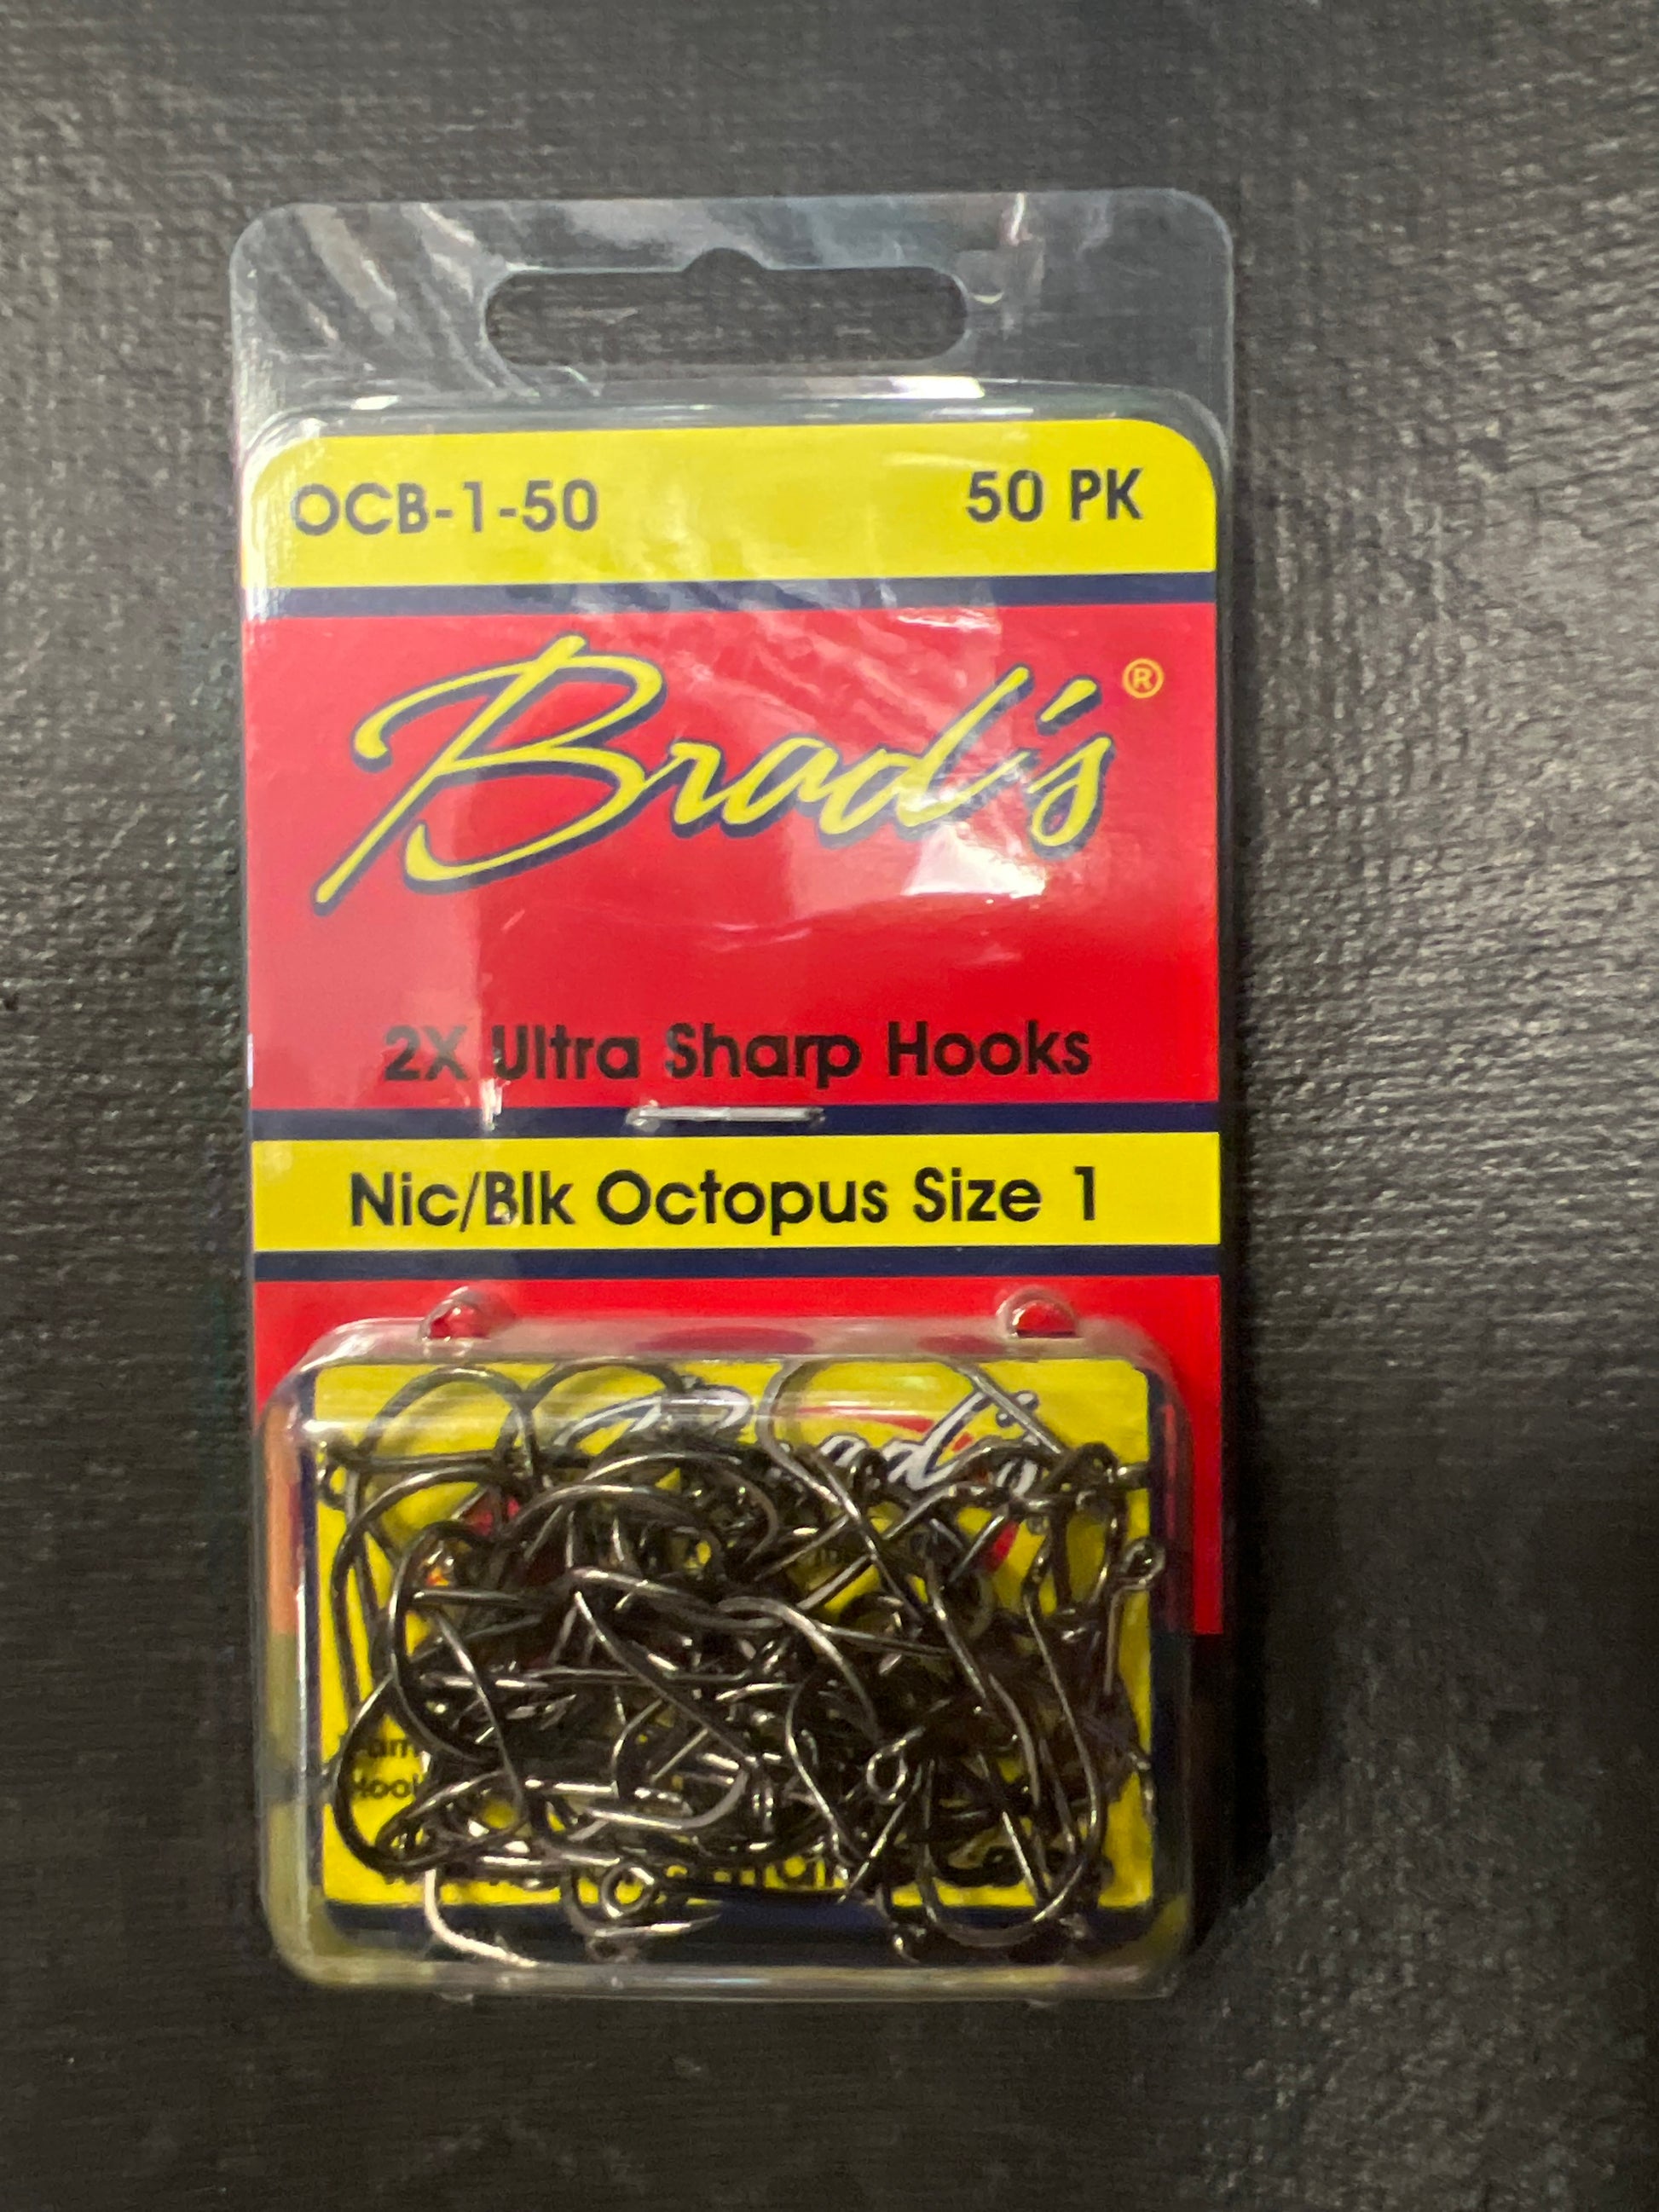 OCB-1-50 50 PK
Brad's®
2X Ultra Sharp Hooks
Nic/Blk Octopus Size 1